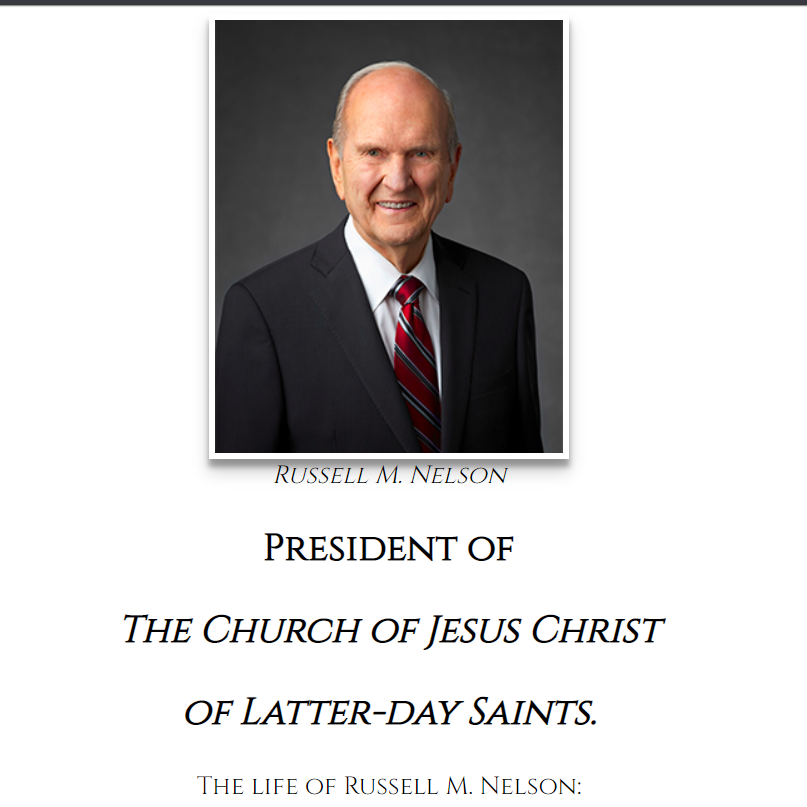 Russell M. Nelson
President of
The Church of Jesus Christ
of Latter-day Saints.
The life of Russell M. Nelson: